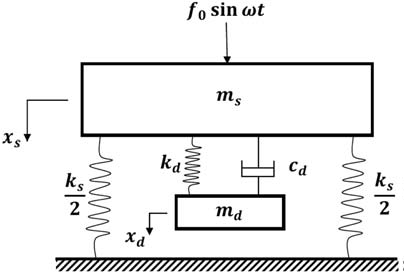 f₀ sin ωt
mₛ
xₛ
k_d
c_d
kₛ/2
kₛ/2
m_d
x_d